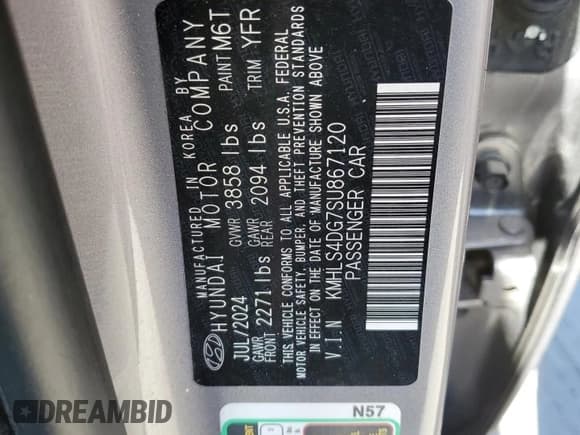 MANUFACTURED IN KOREA BY
HYUNDAI MOTOR COMPANY
JUL/2024 GVWR 3858 lbs PAINT M6T
GAWR FRONT 2271lbs GAWR REAR 2094 lbs TRIM YFR
THIS VEHICLE CONFORMS TO ALL APPLICABLE U.S.A. FEDERAL
MOTOR VEHICLE SAFETY, BUMPER, AND THEFT PREVENTION STANDARDS
IN EFFECT ON THE DATE OF MANUFACTURE SHOWN ABOVE
V.I.N KMHLS4DG7SU867120
PASSENGER CAR
N57
DREAMBID